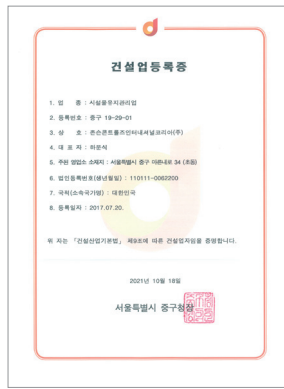 건설업등록증
1. 업 종 : 시설물유지관리업
2. 등록번호 : 중구 19-29-01
3. 상 호 : 존슨콘트롤즈인터내셔널코리아(주)
4. 대 표 자 : 하문석
5. 주된 영업소 소재지 : 서울특별시 중구 마른내로 34 (초동)
6. 법인등록번호(생년월일) : 110111-0062200
7. 국적(소속국가명) : 대한민국
8. 등록일자 : 2017.07.20.
위 자는 「건설산업기본법」 제9조에 따른 건설업자임을 증명합니다.
2021년 10월 18일
서울특별시 중구청장